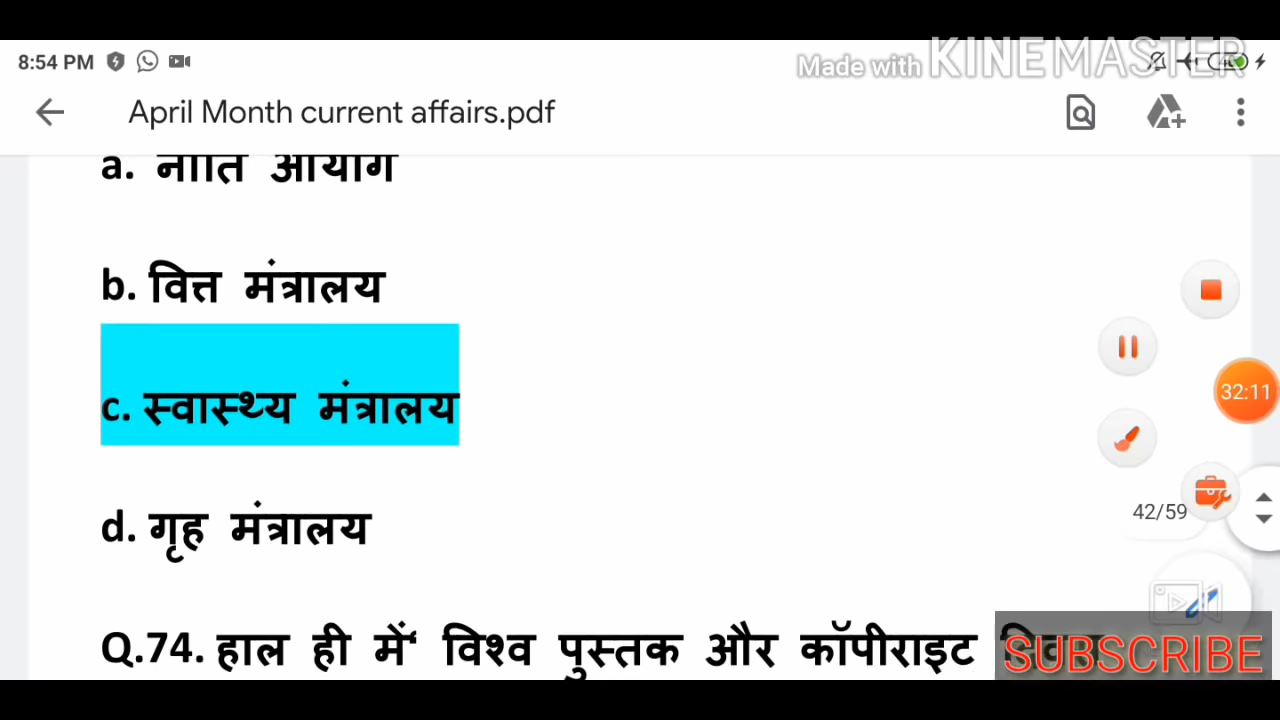 8:54 PM
Made with KINEMASTER
April Month current affairs.pdf
a. नीति आयोग
b. वित्त मंत्रालय
c. स्वास्थ्य मंत्रालय
32:11
42/59
d. गृह मंत्रालय
Q.74. हाल ही में‘ विश्व पुस्तक और कॉपीराइट
SUBSCRIBE